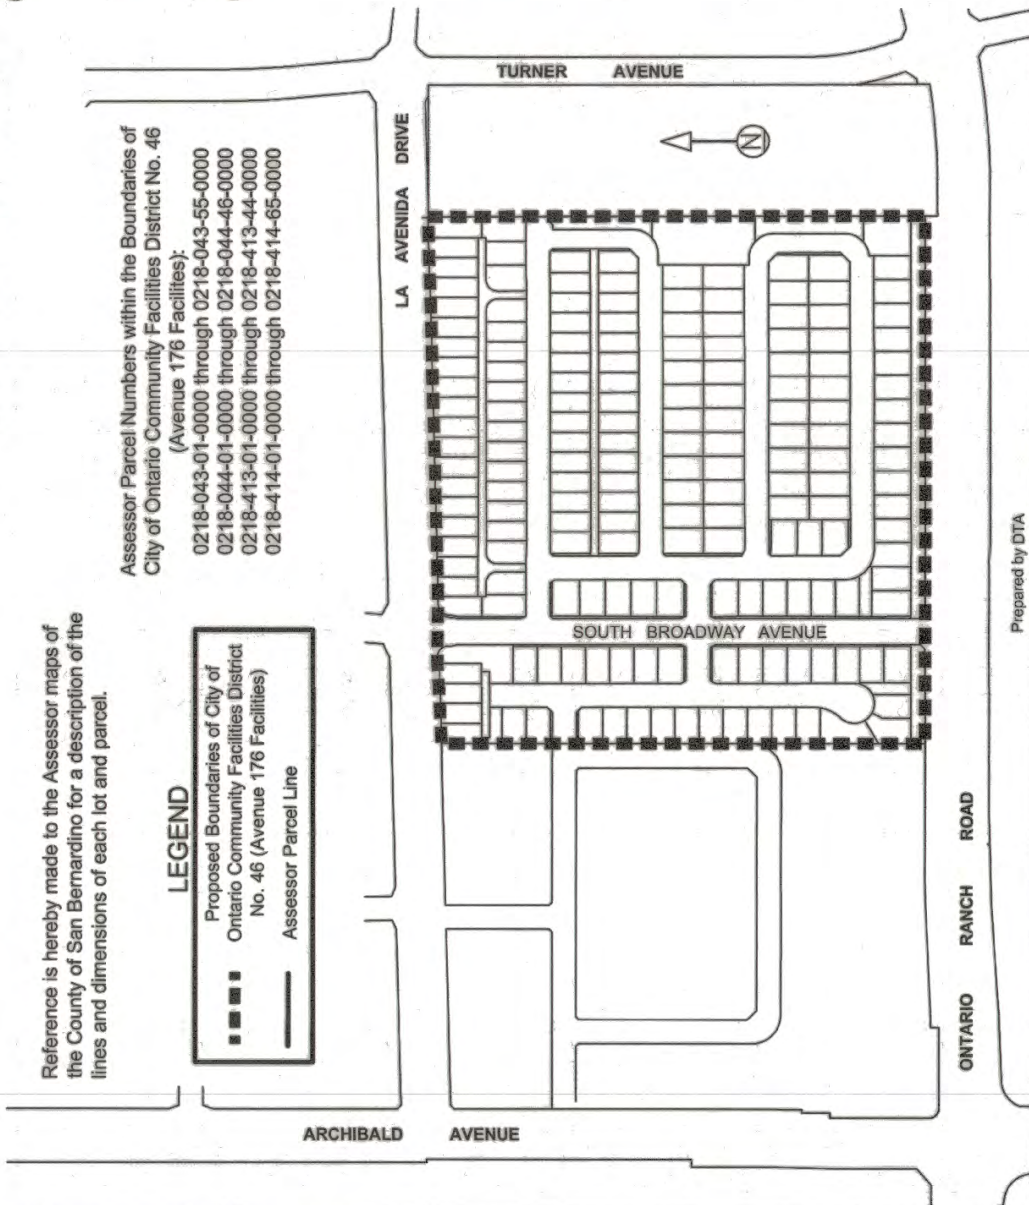 Reference is hereby made to the Assessor maps of
the County of San Bernardino for a description of the
lines and dimensions of each lot and parcel.
LEGEND
Proposed Boundaries of City of
Ontario Community Facilities District
No. 46 (Avenue 176 Facilities)
Assessor Parcel Line
Assessor Parcel Numbers within the Boundaries of
City of Ontario Community Facilities District No. 46
(Avenue 176 Facilites):
0218-043-01-0000 through 0218-043-55-0000
0218-044-01-0000 through 0218-044-46-0000
0218-413-01-0000 through 0218-413-44-0000
0218-414-01-0000 through 0218-414-65-0000
LA AVENIDA DRIVE
TURNER AVENUE
N
SOUTH BROADWAY AVENUE
ARCHIBALD AVENUE
ONTARIO RANCH ROAD
Prepared by DTA